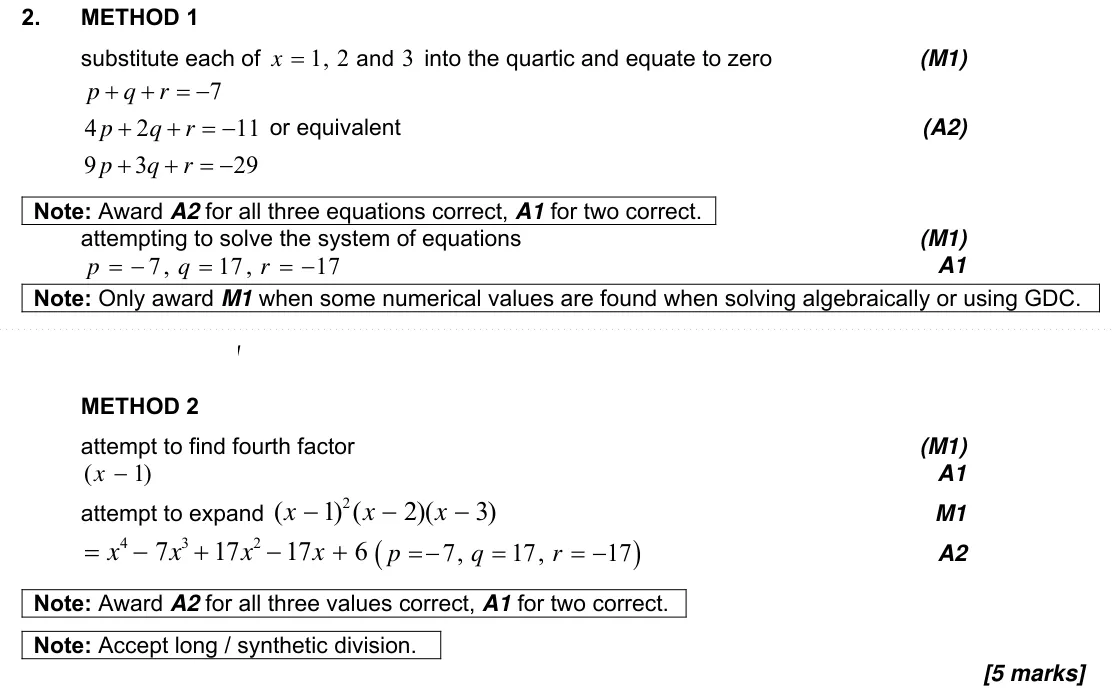 2. METHOD 1
substitute each of x = 1, 2 and 3 into the quartic and equate to zero (M1)
p + q + r = −7
4p + 2q + r = −11 or equivalent (A2)
9p + 3q + r = −29
Note: Award A2 for all three equations correct, A1 for two correct.
attempting to solve the system of equations (M1)
p = −7, q = 17, r = −17 A1
Note: Only award M1 when some numerical values are found when solving algebraically or using GDC.
METHOD 2
attempt to find fourth factor (M1)
(x − 1) A1
attempt to expand (x − 1)²(x − 2)(x − 3) M1
= x⁴ − 7x³ + 17x² − 17x + 6 (p = −7, q = 17, r = −17) A2
Note: Award A2 for all three values correct, A1 for two correct.
Note: Accept long / synthetic division.
[5 marks]